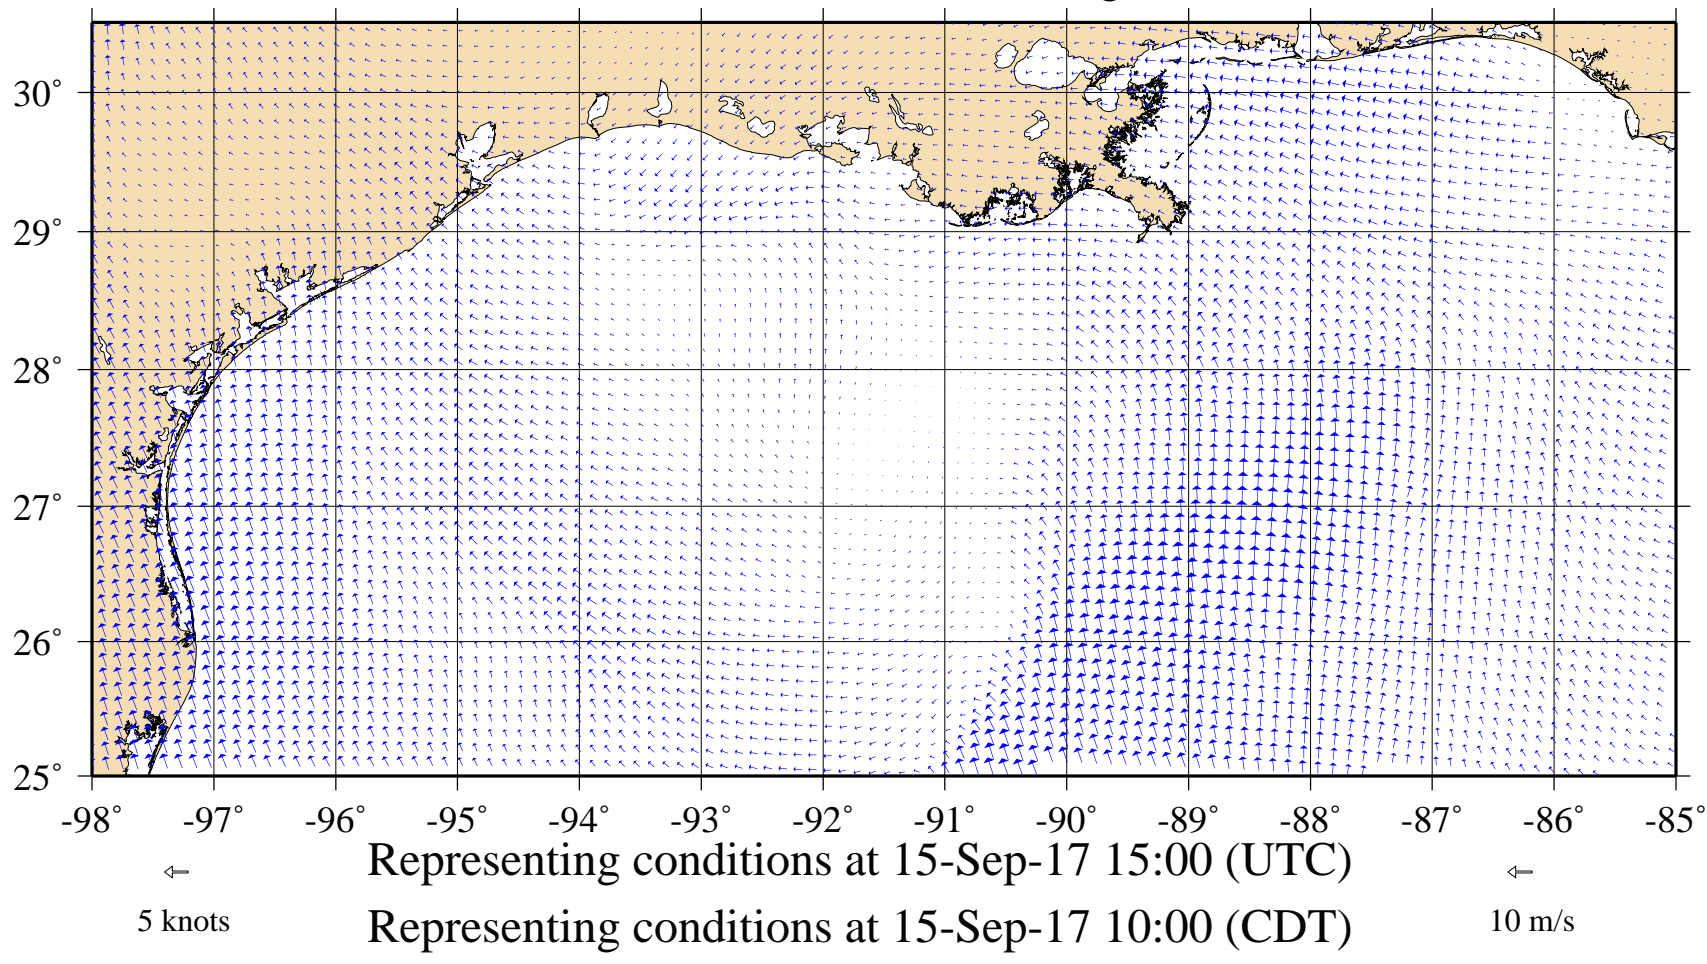 30°
29°
28°
27°
26°
25°
-98° -97° -96° -95° -94° -93° -92° -91° -90° -89° -88° -87° -86° -85°
Representing conditions at 15-Sep-17 15:00 (UTC)
5 knots
10 m/s
Representing conditions at 15-Sep-17 10:00 (CDT)